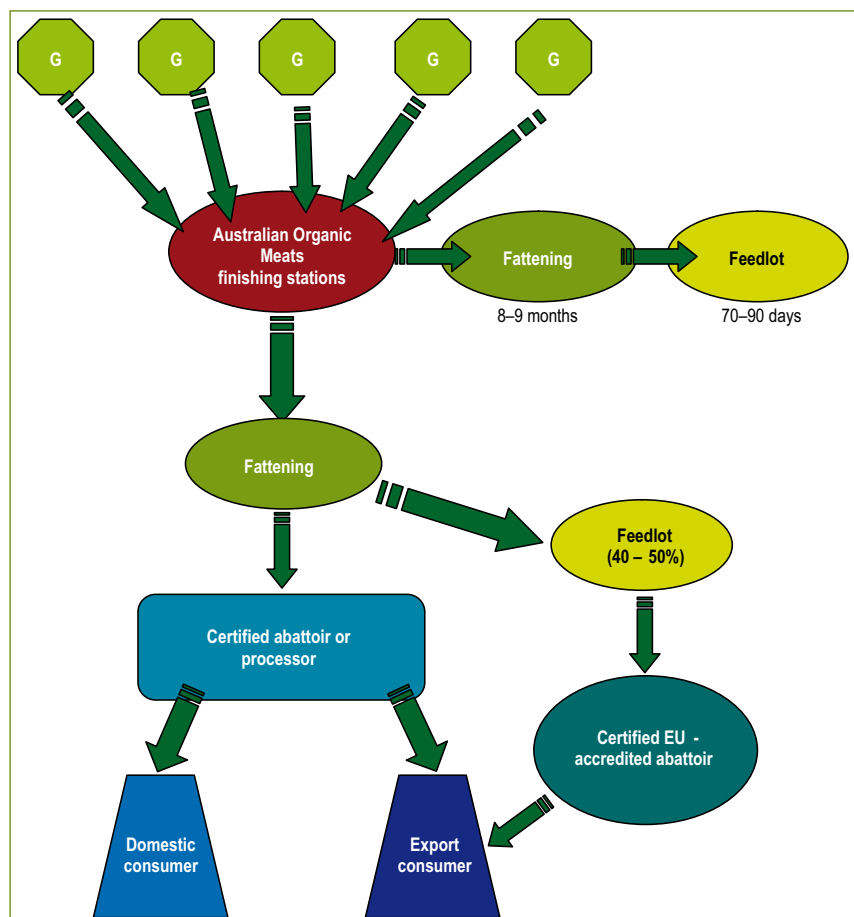 G
G
G
G
G
Australian Organic
Meats
finishing stations
Fattening
Feedlot
8–9 months
70–90 days
Fattening
Feedlot
(40 – 50%)
Certified abattoir or
processor
Certified EU -
accredited abattoir
Domestic
consumer
Export
consumer